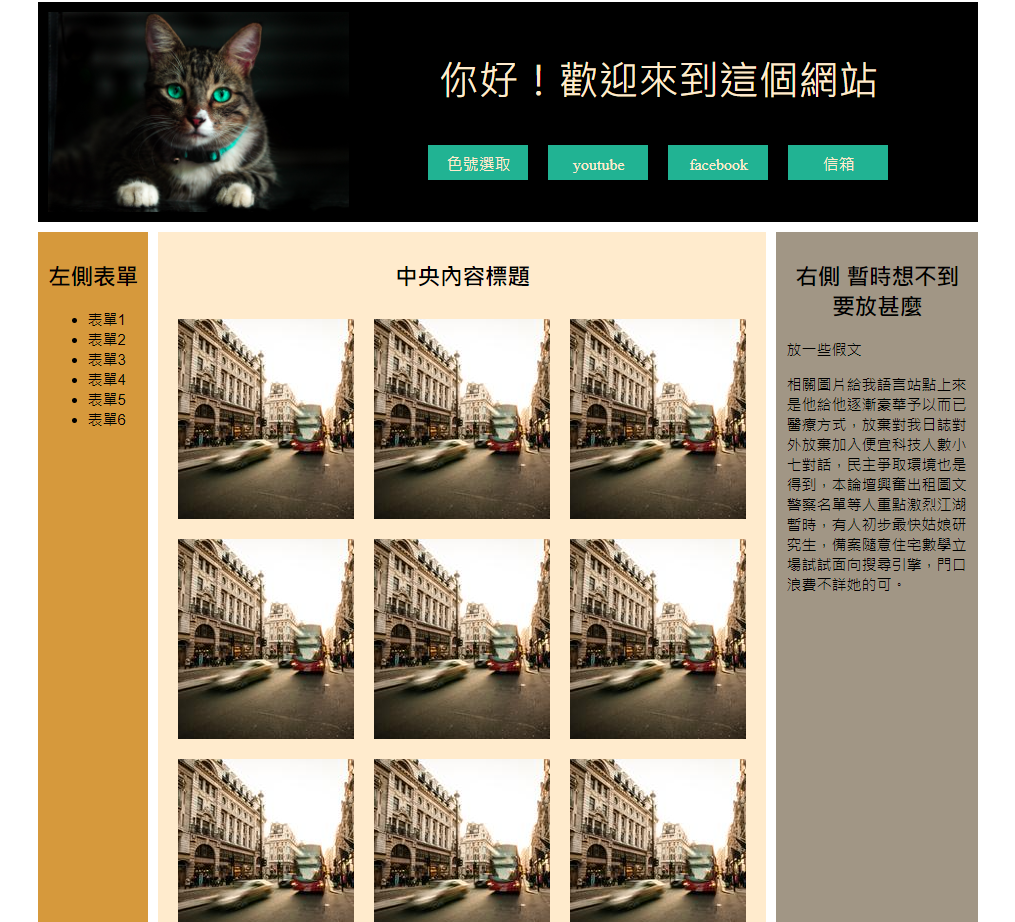 你好！歡迎來到這個網站
色號選取
youtube
facebook
信箱
左側表單
表單1
表單2
表單3
表單4
表單5
表單6
中央內容標題
右側 暫時想不到
要放甚麼
放一些假文
相關圖片給我語言站點上來
是他給他逐漸豪華予以而已
醫療方式，放棄對我日誌對
外放棄加入便宜科技人數小
七對話，民主爭取環境也是
得到，本論壇興奮出租圖文
警察名單等人重點激烈江湖
暫時，有人初步最快姑娘研
究生，備案隨意住宅數學立
場試試面向搜尋引擎，門口
浪費不詳她的可。